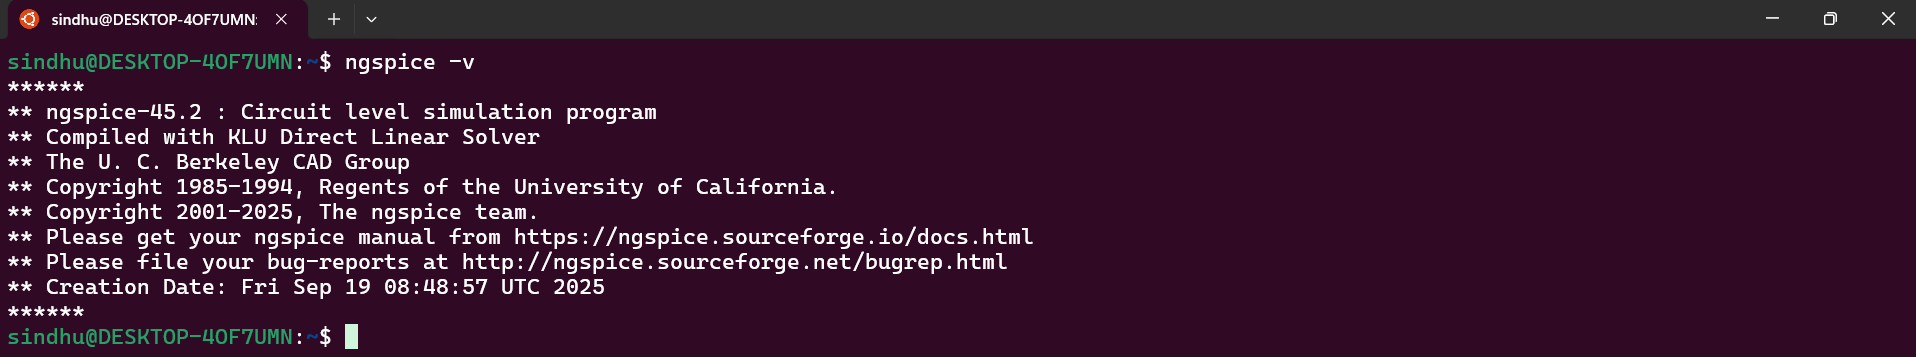 sindhu@DESKTOP-4OF7UMN:
sindhu@DESKTOP-4OF7UMN:~$ ngspice -v
******
** ngspice-45.2 : Circuit level simulation program
** Compiled with KLU Direct Linear Solver
** The U. C. Berkeley CAD Group
** Copyright 1985-1994, Regents of the University of California.
** Copyright 2001-2025, The ngspice team.
** Please get your ngspice manual from https://ngspice.sourceforge.io/docs.html
** Please file your bug-reports at http://ngspice.sourceforge.net/bugrep.html
** Creation Date: Fri Sep 19 08:48:57 UTC 2025
******
sindhu@DESKTOP-4OF7UMN:~$